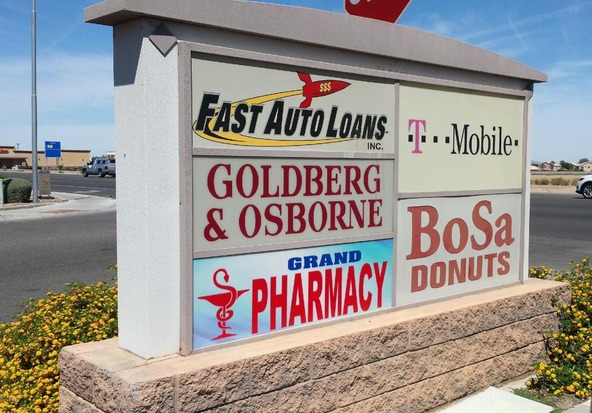 $$$
FAST AUTO LOANS
INC.
GOLDBERG
& OSBORNE
GRAND
PHARMACY
T Mobile
BoSa
DONUTS